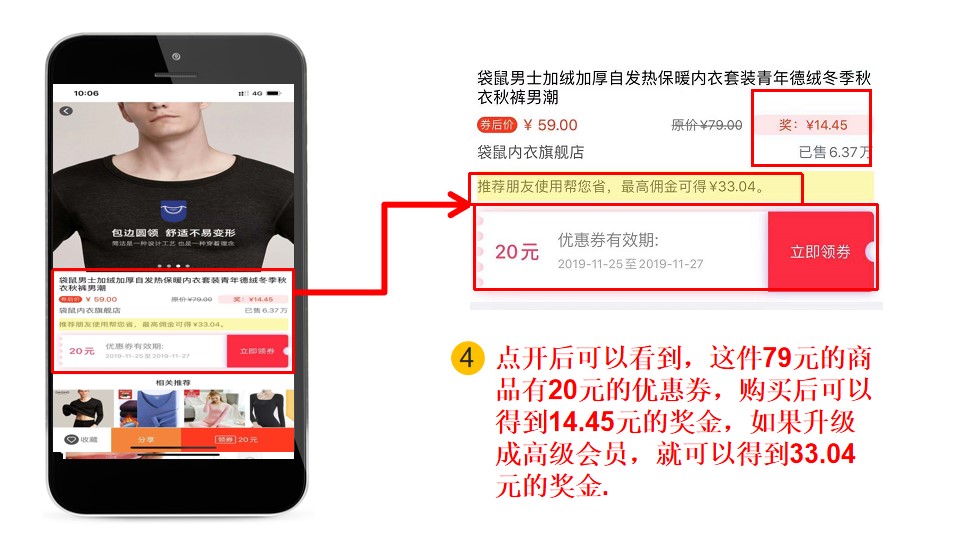 10:06
4G
包边圆领 舒适不易变形
简洁是一种设计工艺 也是一种穿着理念
袋鼠男士加绒加厚自发热保暖内衣套装青年德绒冬季秋
衣秋裤男潮
券后价 ¥ 59.00 原价¥79.00 奖：¥14.45
袋鼠内衣旗舰店 已售6.37万
推荐朋友使用帮您省，最高佣金可得¥33.04。
20元 优惠券有效期:
2019-11-25至2019-11-27
立即领券
相关推荐
收藏 分享 领券 20元
袋鼠男士加绒加厚自发热保暖内衣套装青年德绒冬季秋
衣秋裤男潮
券后价 ¥ 59.00 原价¥79.00 奖：¥14.45
袋鼠内衣旗舰店 已售6.37万
推荐朋友使用帮您省，最高佣金可得¥33.04。
20元 优惠券有效期:
2019-11-25至2019-11-27
立即领券
4 点开后可以看到，这件79元的商
品有20元的优惠券，购买后可以
得到14.45元的奖金，如果升级
成高级会员，就可以得到33.04
元的奖金.